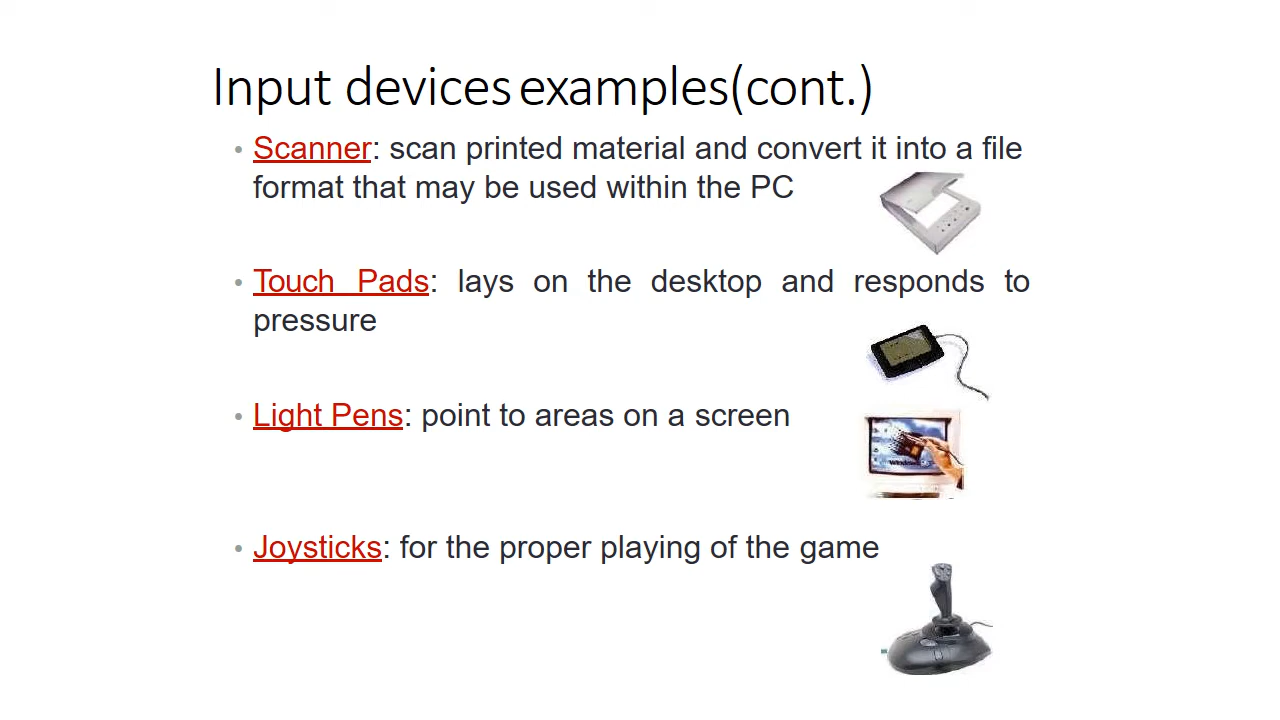 Input devices examples(cont.)
• Scanner: scan printed material and convert it into a file
format that may be used within the PC
• Touch Pads: lays on the desktop and responds to
pressure
• Light Pens: point to areas on a screen
Windows
• Joysticks: for the proper playing of the game